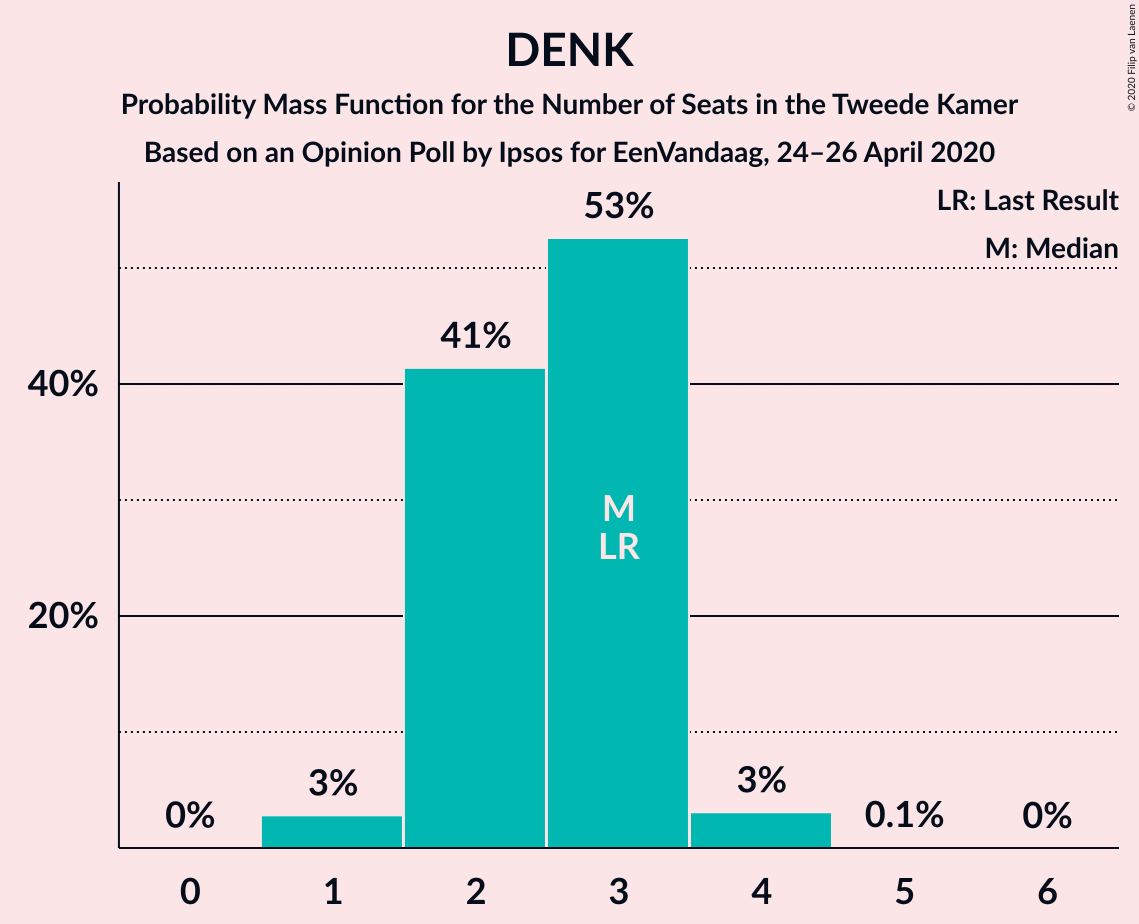 DENK
Probability Mass Function for the Number of Seats in the Tweede Kamer
Based on an Opinion Poll by Ipsos for EenVandaag, 24–26 April 2020
© 2020 Filip van Laenen
LR: Last Result
M: Median
53%
41%
40%
M
LR
20%
3%
3%
0%
0.1%
0%
0 1 2 3 4 5 6